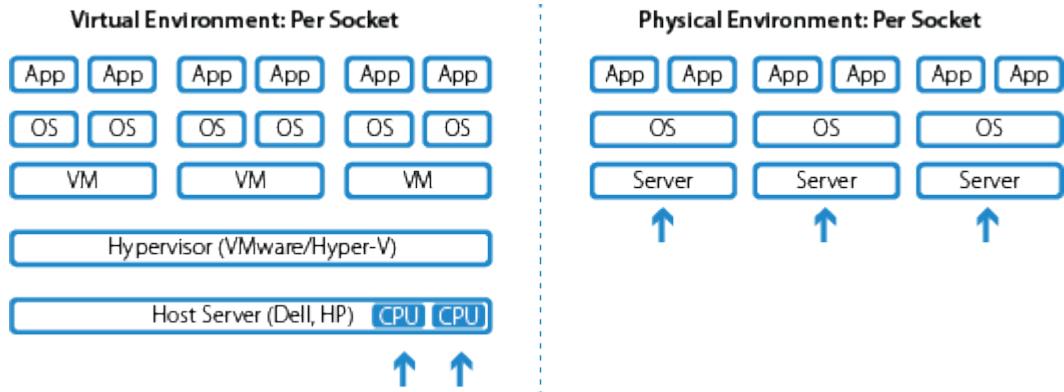 Virtual Environment: Per Socket
App App App App App App
OS OS OS OS OS OS
VM VM VM
Hypervisor (VMware/Hyper-V)
Host Server (Dell, HP) CPU CPU
Physical Environment: Per Socket
App App App App App App
OS OS OS
Server Server Server